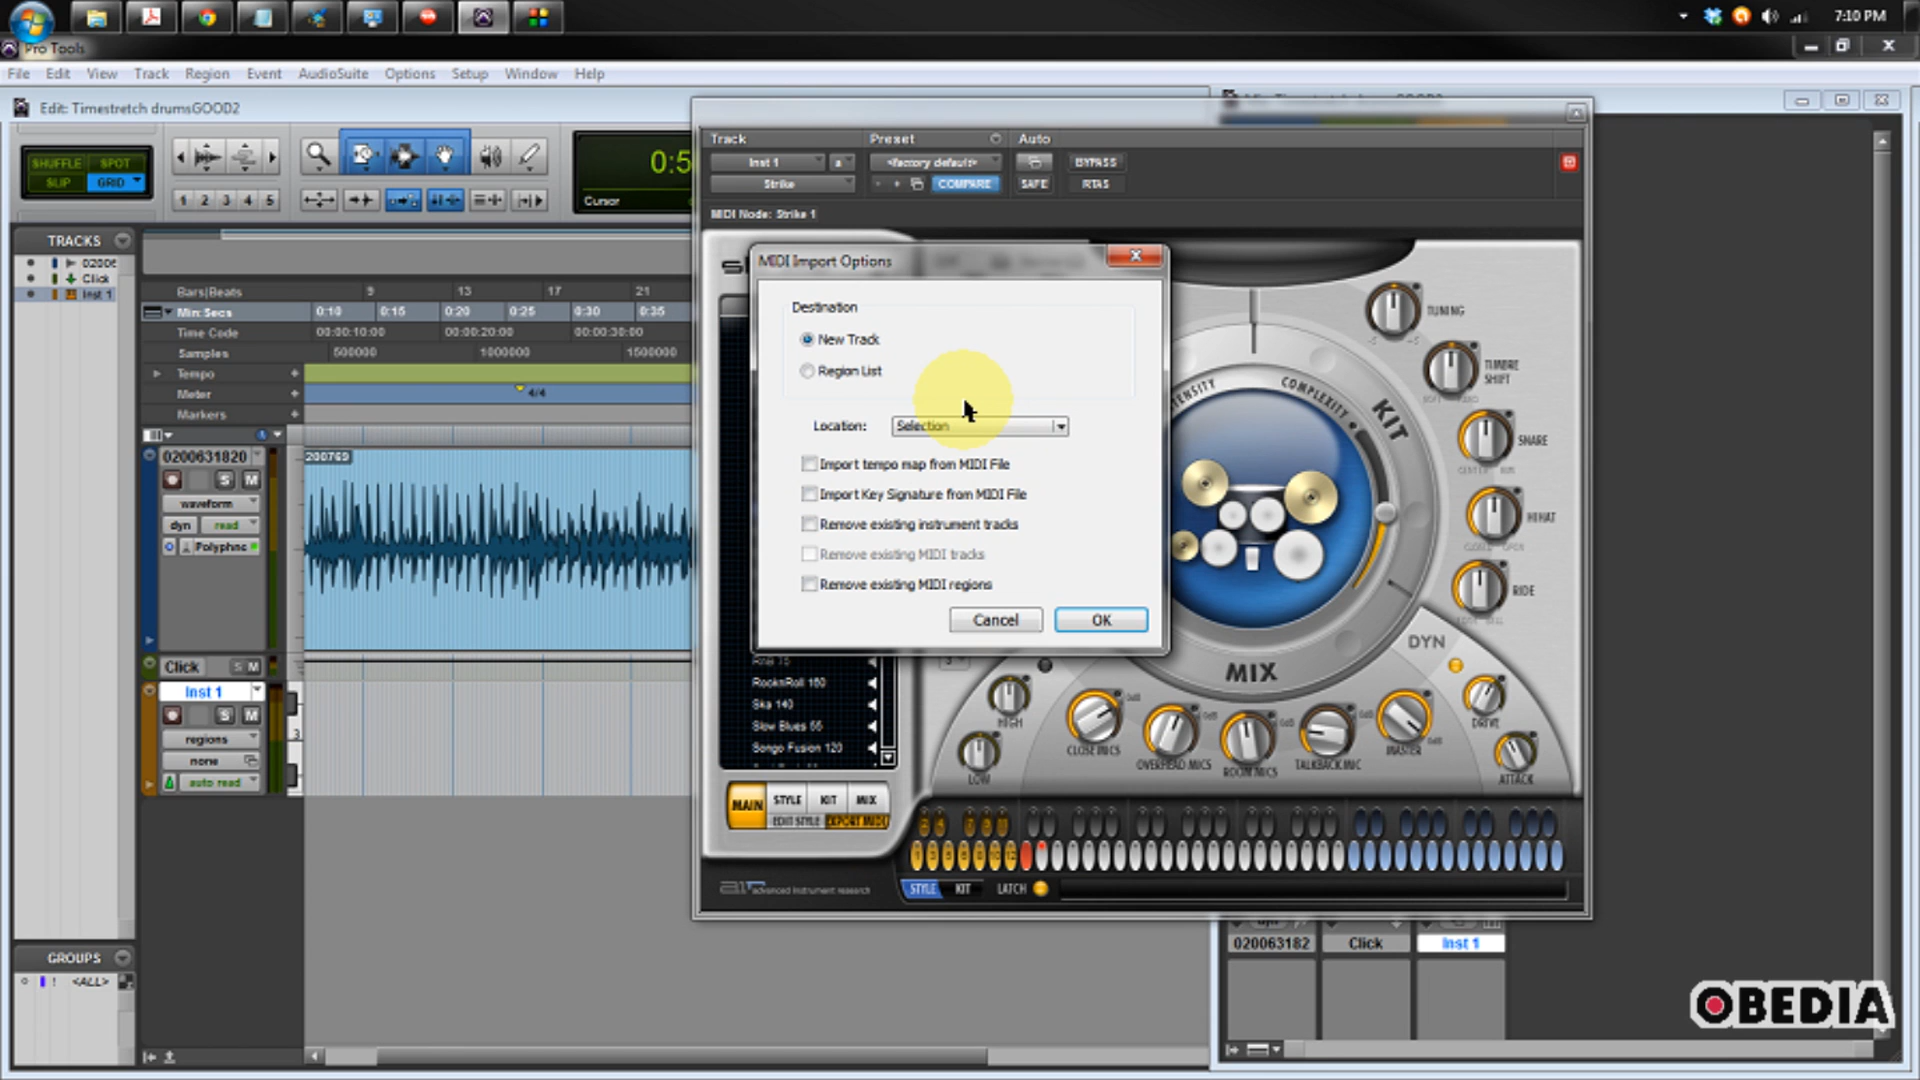 7:10 PM
Pro Tools
File Edit View Track Region Event AudioSuite Options Setup Window Help
Edit: Timestretch drumsGOOD2
SHUFFLE SPOT
SLIP GRID
1 2 3 4 5
0:5
Cursor
TRACKS
02006
Click
Inst 1
Bars|Beats 9 13 17 21
Min:Secs 0:10 0:15 0:20 0:25 0:30 0:35
Time Code 00:00:10:00 00:00:20:00 00:00:30:00
Samples 500000 1000000 1500000
Tempo
Meter 4/4
Markers
0200631820
200769
S M
waveform
dyn read
Polyphnc
Click S M
Inst 1
S M
regions
none
auto read
3
GROUPS
<ALL>
Track Preset Auto
Inst 1 a <factory default> BYPASS
Strike COMPARE SAFE RTAS
MIDI Node: Strike 1
MIDI Import Options
Destination
New Track
Region List
Location: Selection
Import tempo map from MIDI File
Import Key Signature from MIDI File
Remove existing instrument tracks
Remove existing MIDI tracks
Remove existing MIDI regions
Cancel OK
RocknRoll 160
Ska 140
Slow Blues 55
Songo Fusion 120
MAIN STYLE KIT MIX
EDIT STYLE EXPORT MIDI
air advanced instrument research
STYLE KIT LATCH
TUNING
TIMBRE SHIFT
SNARE
HIHAT
RIDE
COMPLEXITY
KIT
DYN
MIX
HIGH
LOW
CLOSE MICS
OVERHEAD MICS
ROOM MICS
TALKBACK MIC
MASTER
DRIVE
ATTACK
020063182 Click Inst 1
OBEDIA